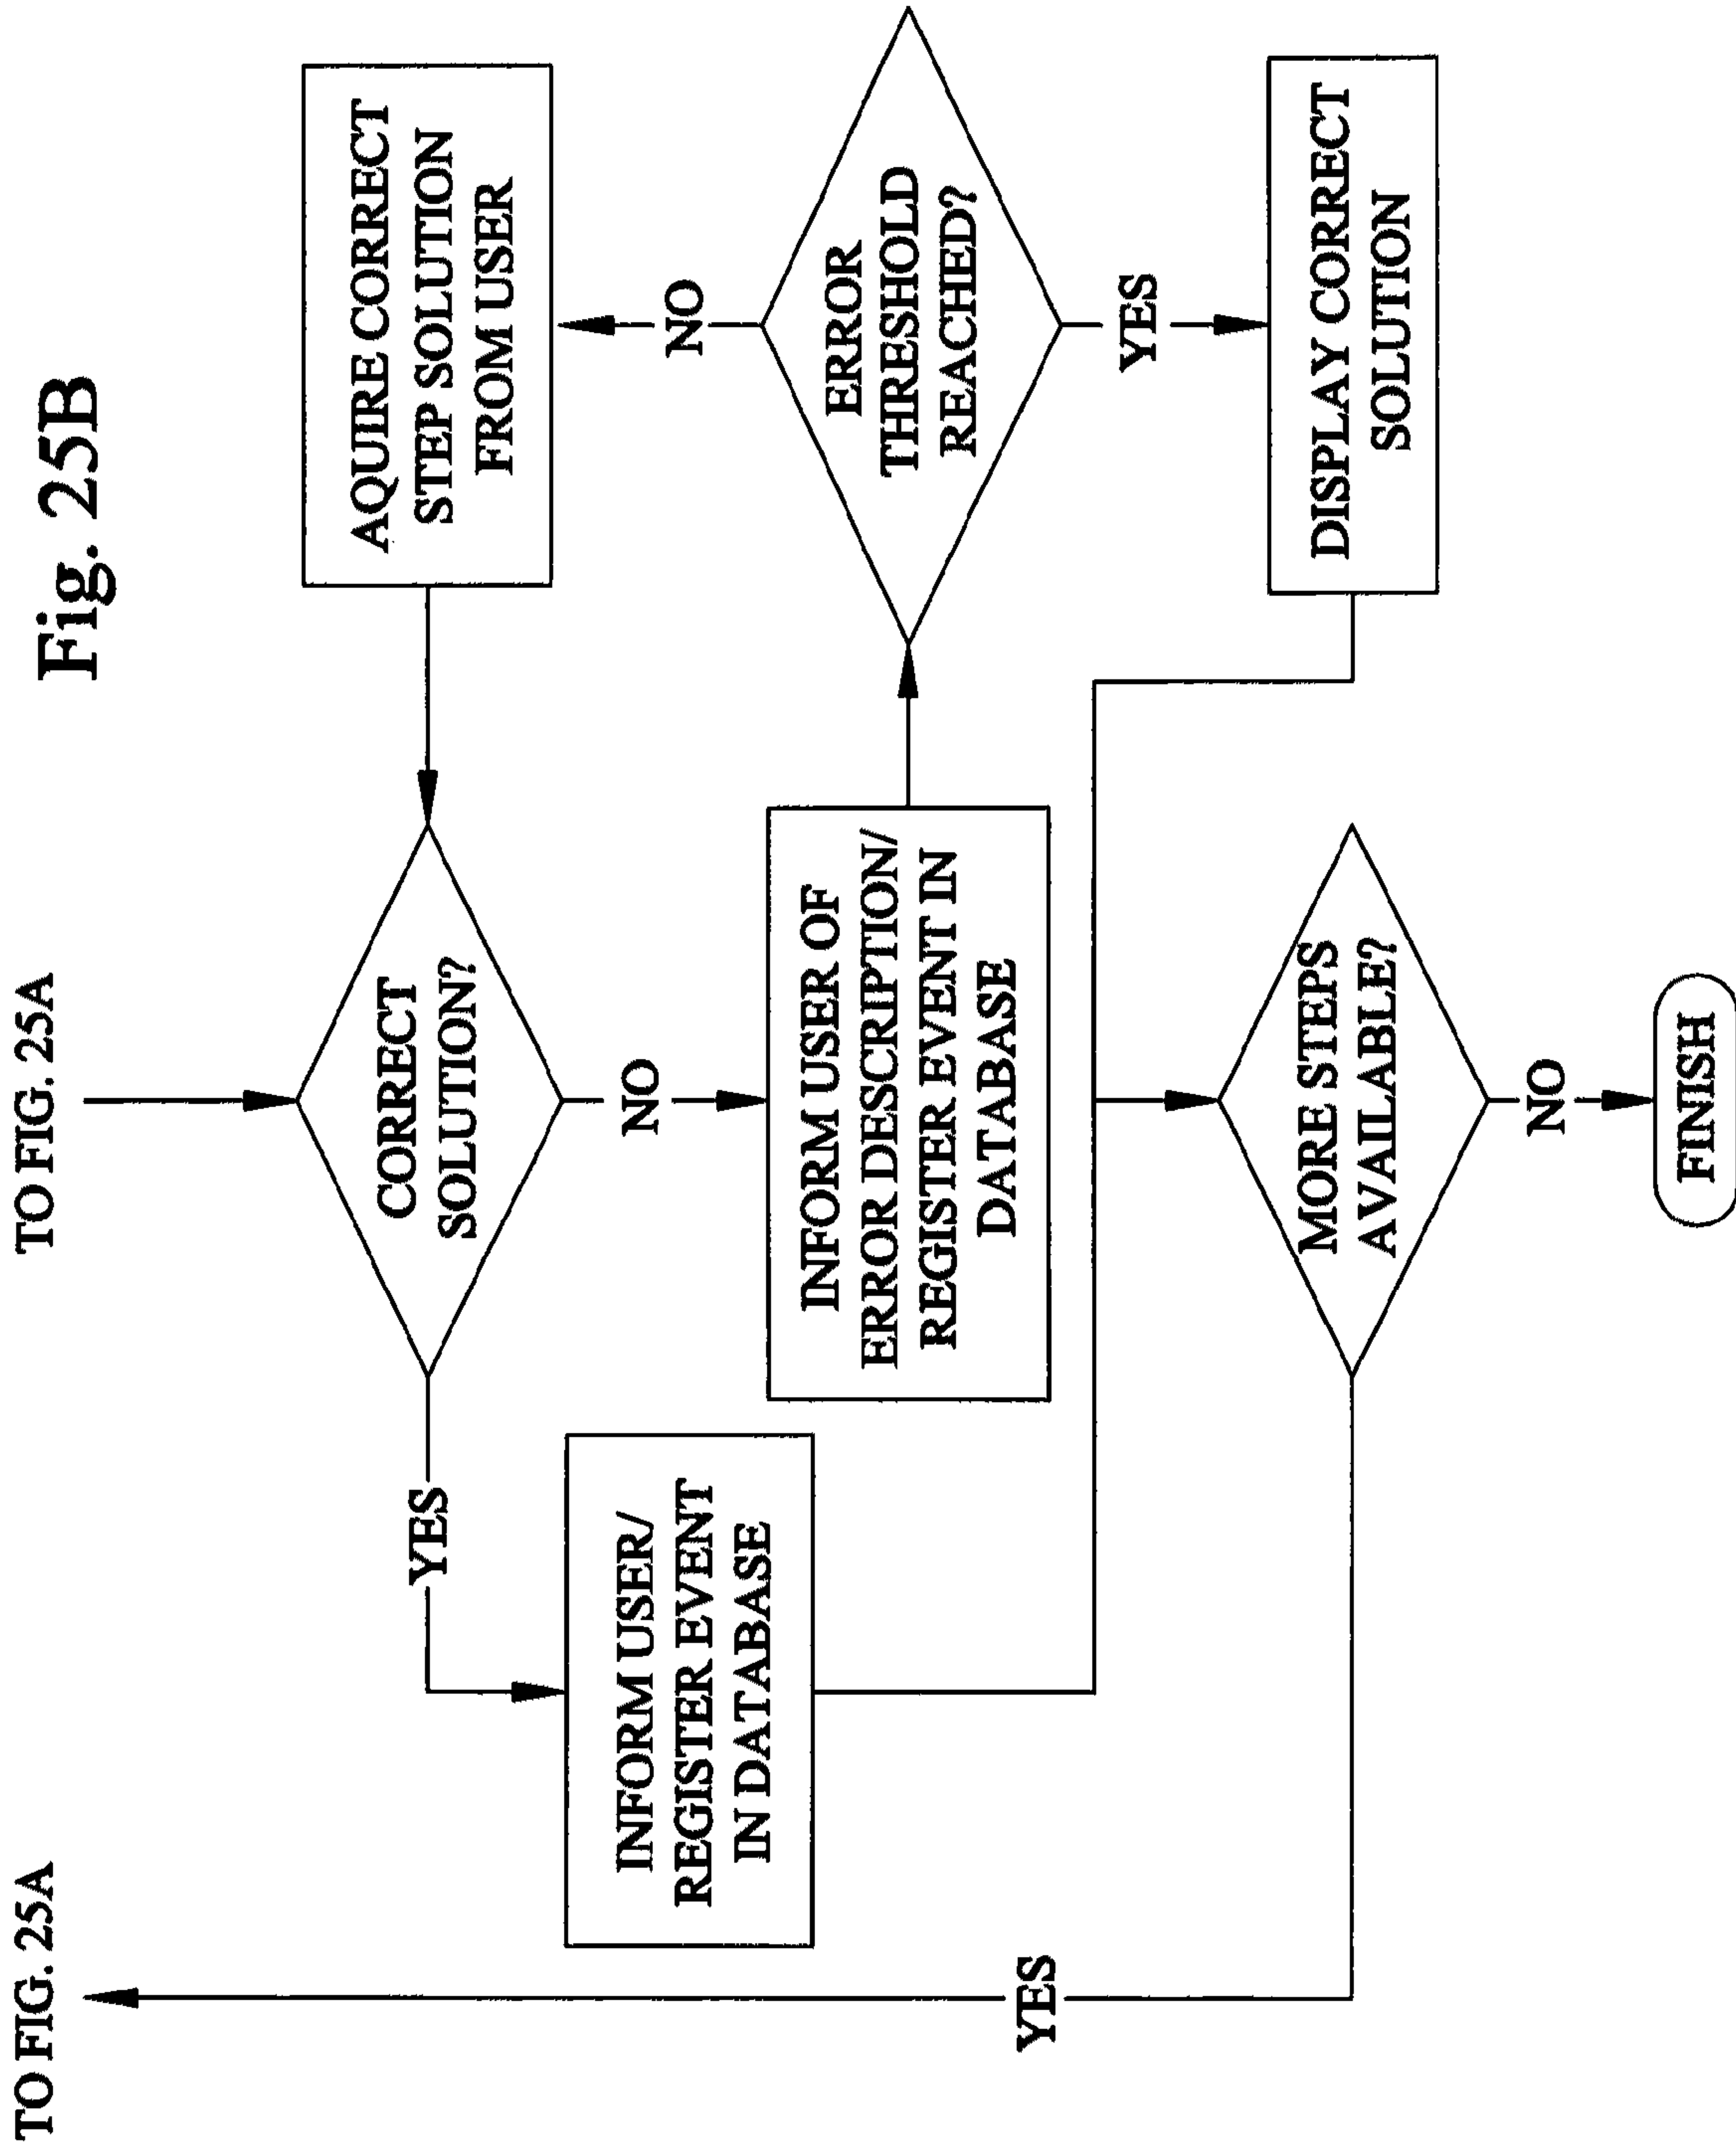 Fig. 25B
TO FIG. 25A
TO FIG. 25A
CORRECT
SOLUTION?
AQUIRE CORRECT
STEP SOLUTION
FROM USER
YES
NO
NO
INFORM USER/
REGISTER EVENT
IN DATABASE
INFORM USER OF
ERROR DESCRIPTION/
REGISTER EVENT IN
DATABASE
ERROR
THRESHOLD
REACHED?
YES
YES
MORE STEPS
AVAILABLE?
DISPLAY CORRECT
SOLUTION
NO
FINISH